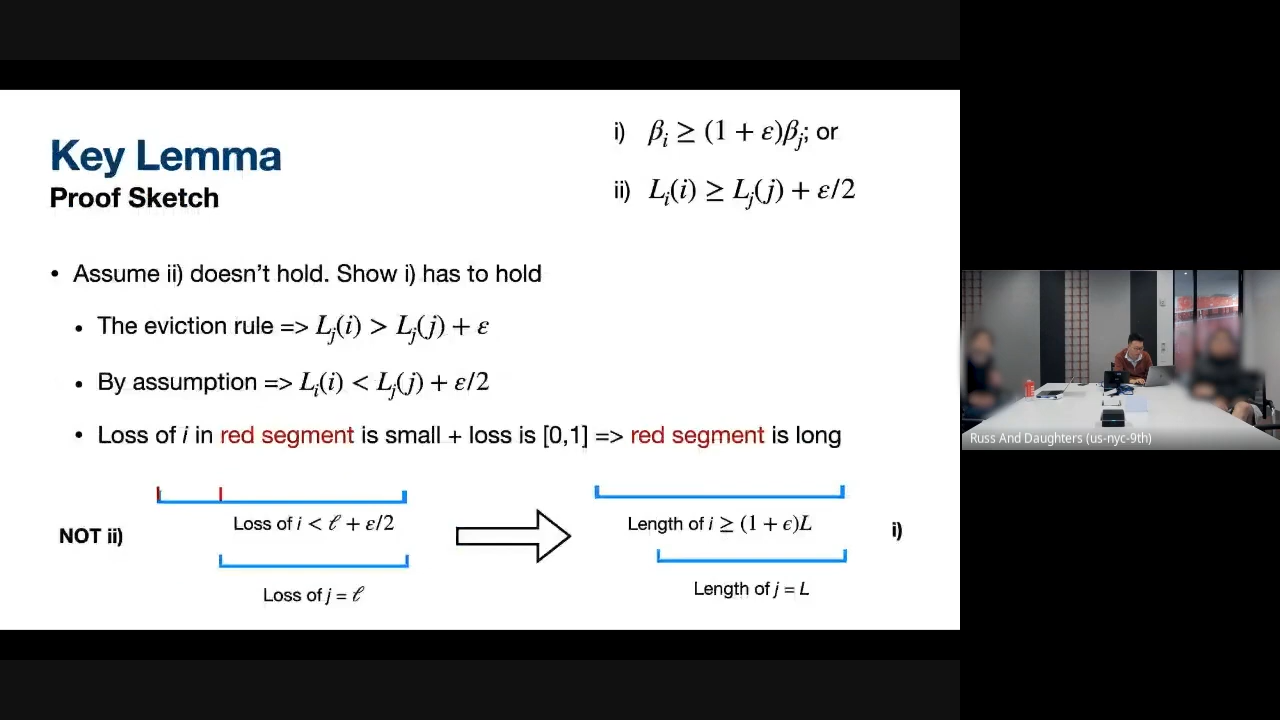 Key Lemma
Proof Sketch
i) βᵢ ≥ (1 + ε)βⱼ; or
ii) Lᵢ(i) ≥ Lⱼ(j) + ε/2
• Assume ii) doesn't hold. Show i) has to hold
• The eviction rule => Lⱼ(i) > Lⱼ(j) + ε
• By assumption => Lᵢ(i) < Lⱼ(j) + ε/2
• Loss of i in red segment is small + loss is [0,1] => red segment is long
NOT ii)
Loss of i < ℓ + ε/2
Loss of j = ℓ
Length of i ≥ (1 + ϵ)L
Length of j = L
i)
Russ And Daughters (us-nyc-9th)